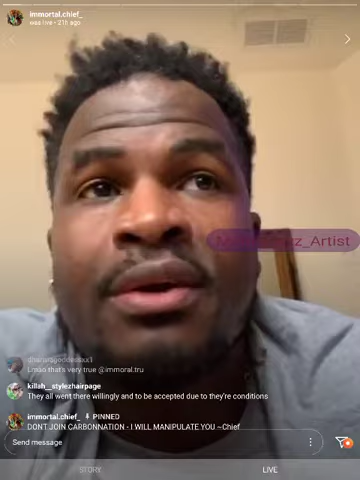 immortal.chief_
was live • 21h ago
Lmao that's very true @immoral.tru
killah__stylezhairpage
They all went there willingly and to be accepted due to they're conditions
immortal.chief_ PINNED
DONT JOIN CARBONNATION - I WILL MANIPULATE YOU ~Chief
Send message
STORY LIVE